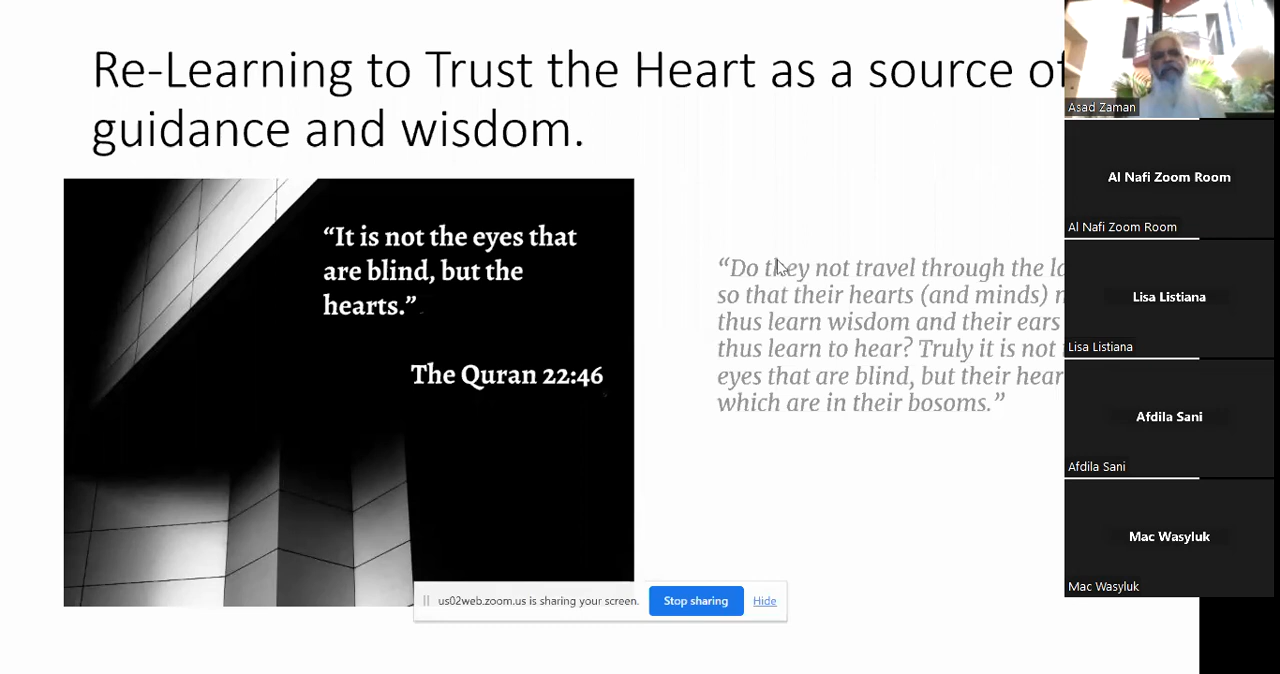 Re-Learning to Trust the Heart as a source of
guidance and wisdom.
“It is not the eyes that
are blind, but the
hearts.”
The Quran 22:46
“Do they not travel through the
so that their hearts (and minds)
thus learn wisdom and their ears
thus learn to hear? Truly it is not
eyes that are blind, but their
which are in their bosoms.”
us02web.zoom.us is sharing your screen.
Stop sharing
Hide
Asad Zaman
Al Nafi Zoom Room
Al Nafi Zoom Room
Lisa Listiana
Lisa Listiana
Afdila Sani
Afdila Sani
Mac Wasyluk
Mac Wasyluk